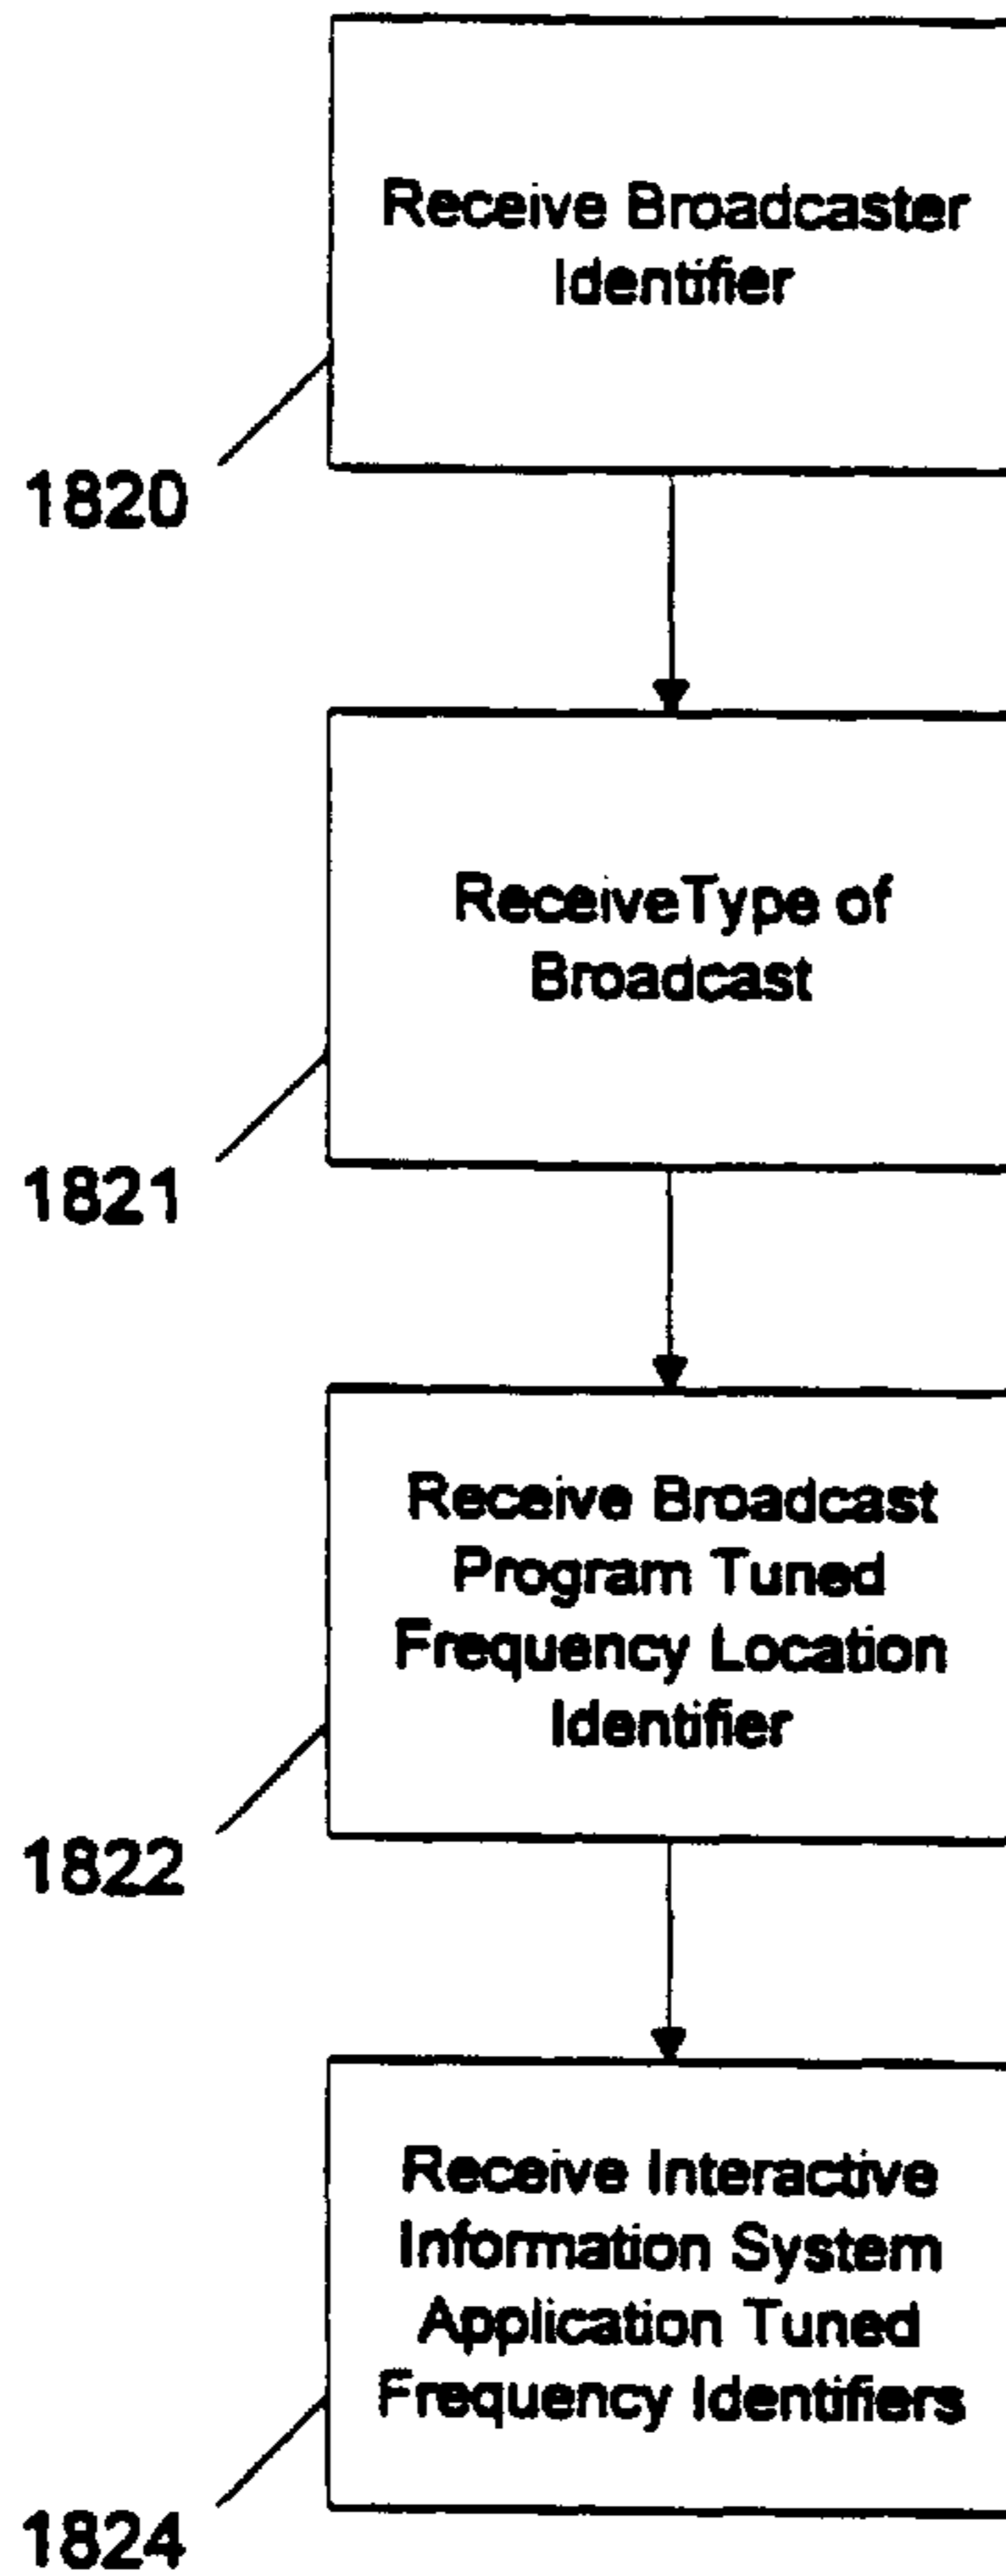 Receive Broadcaster
Identifier
1820
ReceiveType of
Broadcast
1821
Receive Broadcast
Program Tuned
Frequency Location
Identifier
1822
Receive Interactive
Information System
Application Tuned
Frequency Identifiers
1824